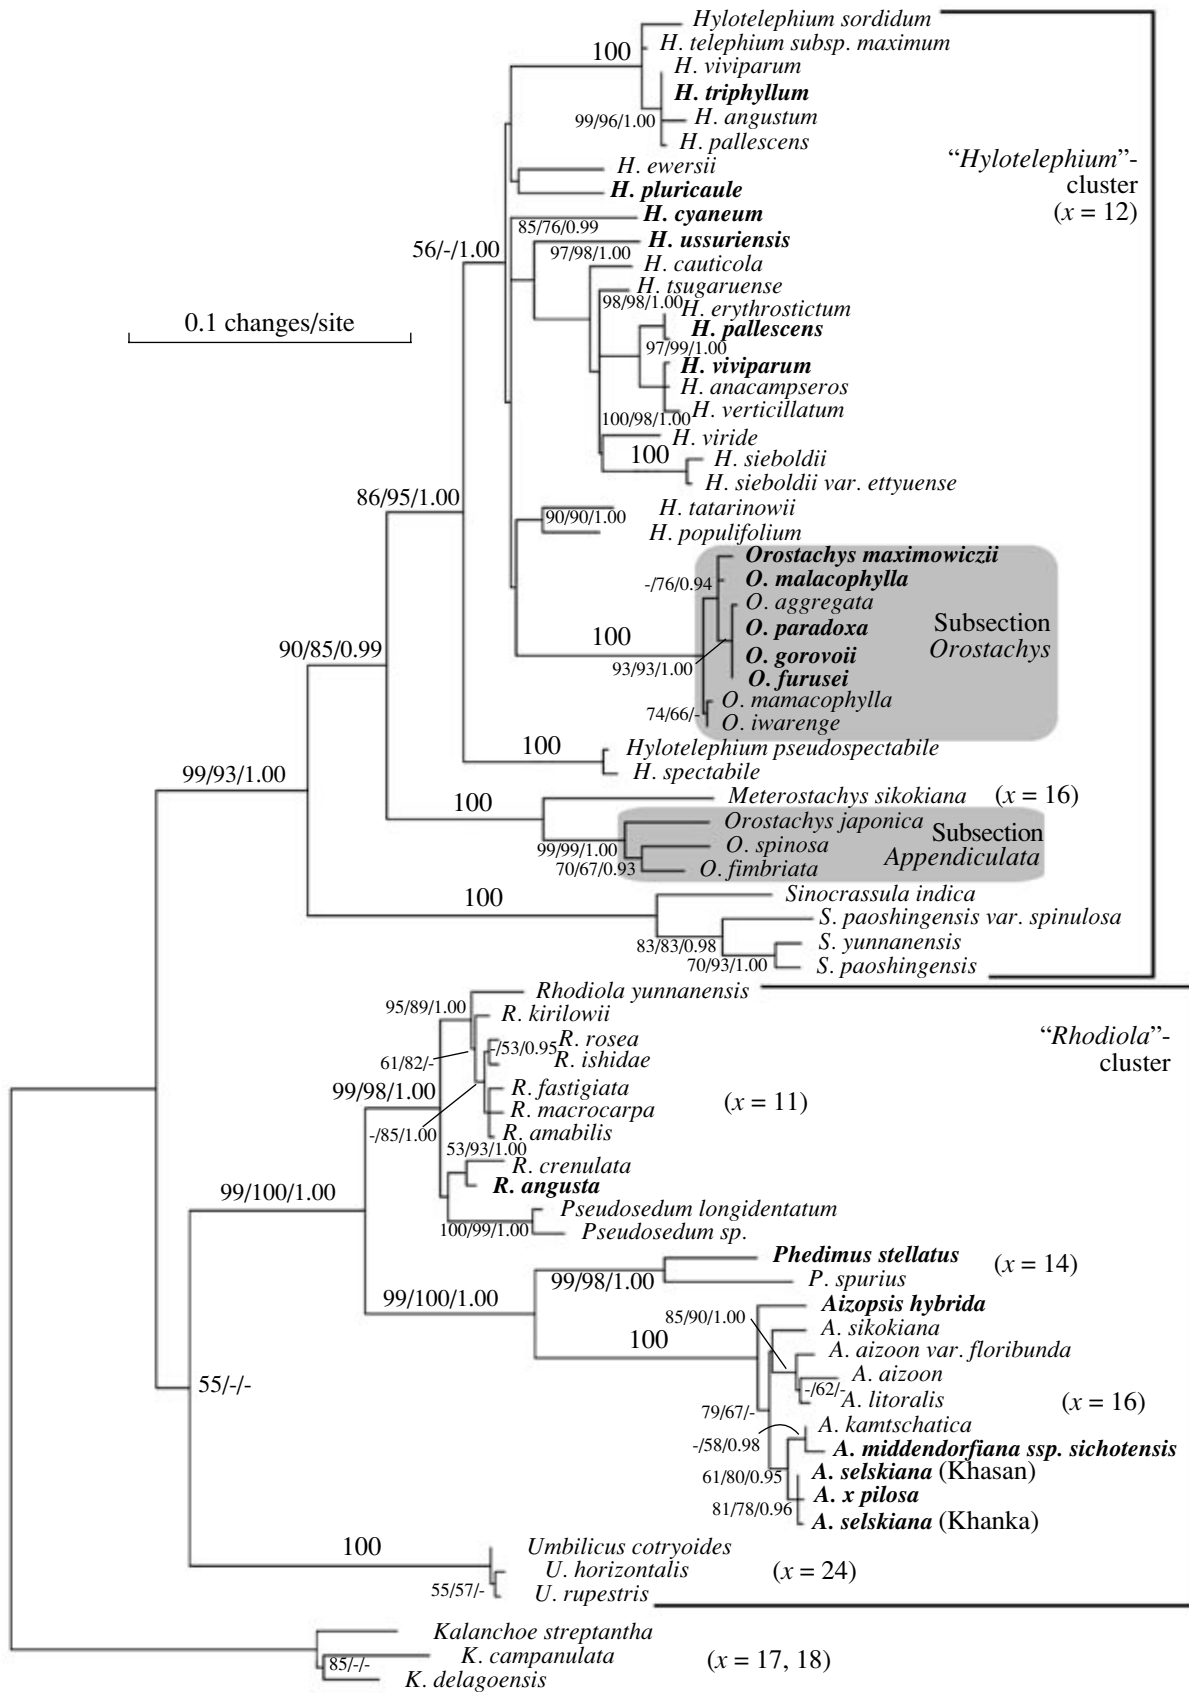 Hylotelephium sordidum
H. telephium subsp. maximum
100
H. viviparum
H. triphyllum
99/96/1.00
H. angustum
H. pallescens
“Hylotelephium”-
cluster
(x = 12)
H. ewersii
H. pluricaule
H. cyaneum
85/76/0.99
H. ussuriensis
56/-/1.00
97/98/1.00
H. cauticola
H. tsugaruense
98/98/1.00
H. erythrostictum
0.1 changes/site
H. pallescens
97/99/1.00
H. viviparum
H. anacampseros
H. verticillatum
100/98/1.00
H. viride
100
H. sieboldii
H. sieboldii var. ettyuense
86/95/1.00
H. tatarinowii
90/90/1.00
H. populifolium
Orostachys maximowiczii
-/76/0.94
O. malacophylla
O. aggregata
O. paradoxa
Subsection
Orostachys
100
90/85/0.99
O. gorovoii
93/93/1.00
O. furusei
O. mamacophylla
74/66/-
O. iwarenge
100
Hylotelephium pseudospectabile
H. spectabile
99/93/1.00
Meterostachys sikokiana (x = 16)
100
Orostachys japonica
Subsection
Appendiculata
99/99/1.00
O. spinosa
70/67/0.93
O. fimbriata
Sinocrassula indica
100
S. paoshingensis var. spinulosa
83/83/0.98
S. yunnanensis
70/93/1.00
S. paoshingensis
Rhodiola yunnanensis
95/89/1.00
R. kirilowii
“Rhodiola”-
cluster
-/53/0.95
R. rosea
61/82/-
R. ishidae
R. fastigiata
99/98/1.00
R. macrocarpa
(x = 11)
-/85/1.00
R. amabilis
53/93/1.00
R. crenulata
R. angusta
99/100/1.00
Pseudosedum longidentatum
100/99/1.00
Pseudosedum sp.
Phedimus stellatus
(x = 14)
99/98/1.00
P. spurius
99/100/1.00
Aizopsis hybrida
85/90/1.00
A. sikokiana
100
A. aizoon var. floribunda
A. aizoon
55/-/-
-/62/-
A. litoralis
(x = 16)
79/67/-
A. kamtschatica
-/58/0.98
A. middendorfiana ssp. sichotensis
61/80/0.95
A. selskiana (Khasan)
A. x pilosa
81/78/0.96
A. selskiana (Khanka)
100
Umbilicus cotryoides
U. horizontalis
(x = 24)
55/57/-
U. rupestris
Kalanchoe streptantha
K. campanulata
(x = 17, 18)
85/-/-
K. delagoensis